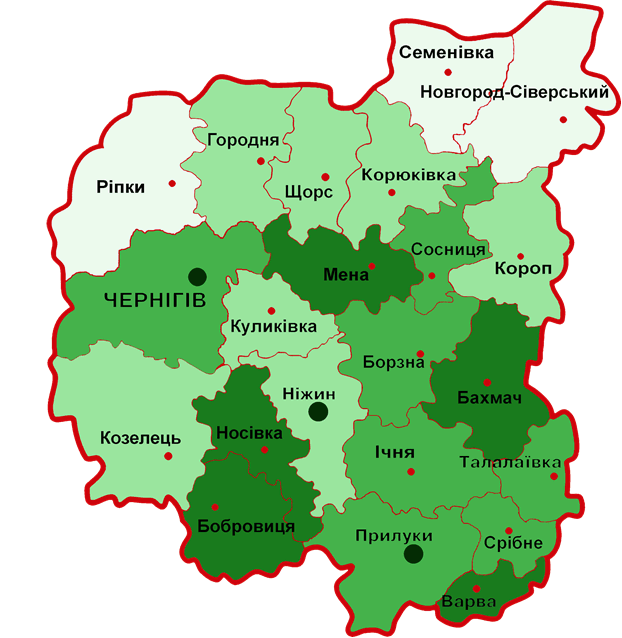 Семенівка
Новгород-Сіверський
Городня
Корюківка
Ріпки
Щорс
Сосниця
Мена
Короп
ЧЕРНІГІВ
Куликівка
Борзна
Ніжин
Бахмач
Носівка
Козелець
Ічня
Талалаївка
Бобровиця
Прилуки
Срібне
Варва